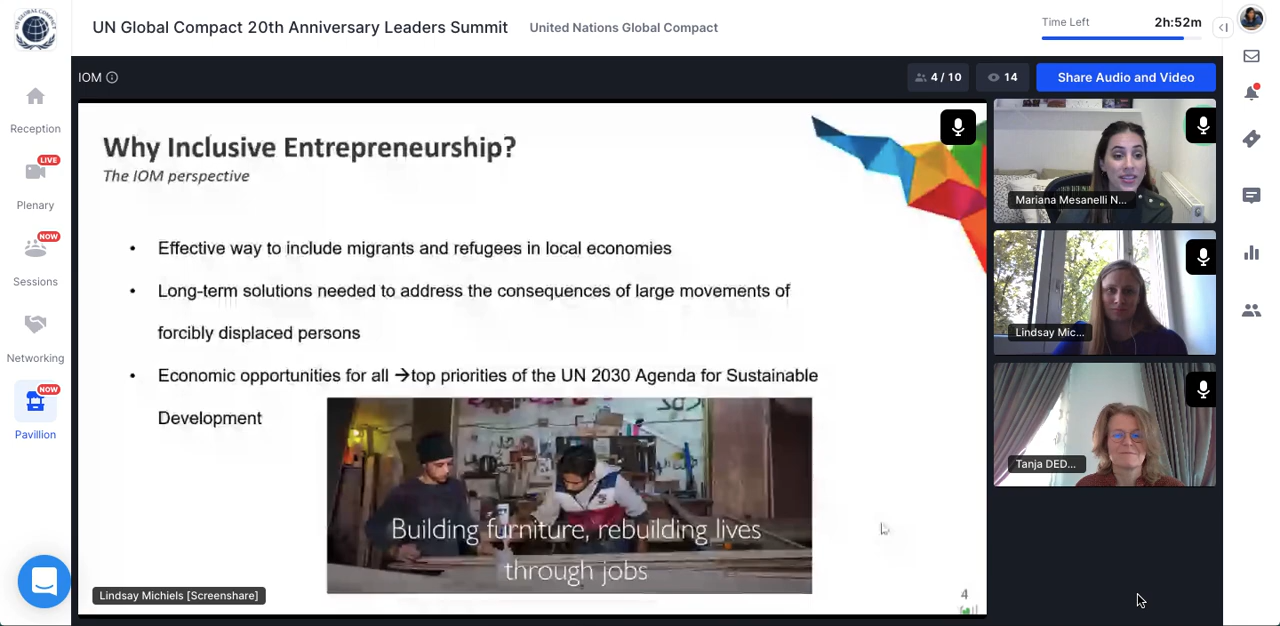 UN Global Compact 20th Anniversary Leaders Summit
United Nations Global Compact
Time Left
2h:52m
IOM
4 / 10
14
Share Audio and Video
Reception
LIVE
Plenary
NOW
Sessions
Networking
NOW
Pavillion
Why Inclusive Entrepreneurship?
The IOM perspective
• Effective way to include migrants and refugees in local economies
• Long-term solutions needed to address the consequences of large movements of
forcibly displaced persons
• Economic opportunities for all →top priorities of the UN 2030 Agenda for Sustainable
Development
Building furniture, rebuilding lives
through jobs
4
Lindsay Michiels [Screenshare]
Mariana Mesanelli N...
Lindsay Mic...
Tanja DED...